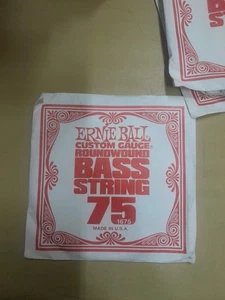 ERNIE BALL
CUSTOM GAUGE
ROUNDWOUND
BASS
STRING
75
1675
MADE IN U.S.A.